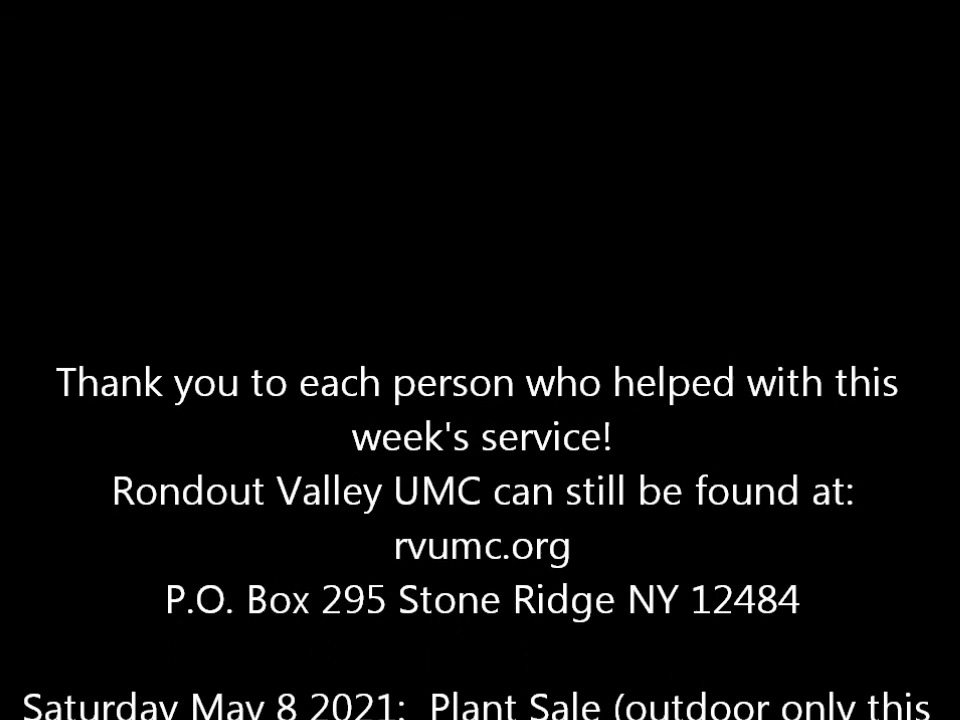 Thank you to each person who helped with this
week's service!
Rondout Valley UMC can still be found at:
rvumc.org
P.O. Box 295 Stone Ridge NY 12484
Saturday May 8 2021:  Plant Sale (outdoor only this